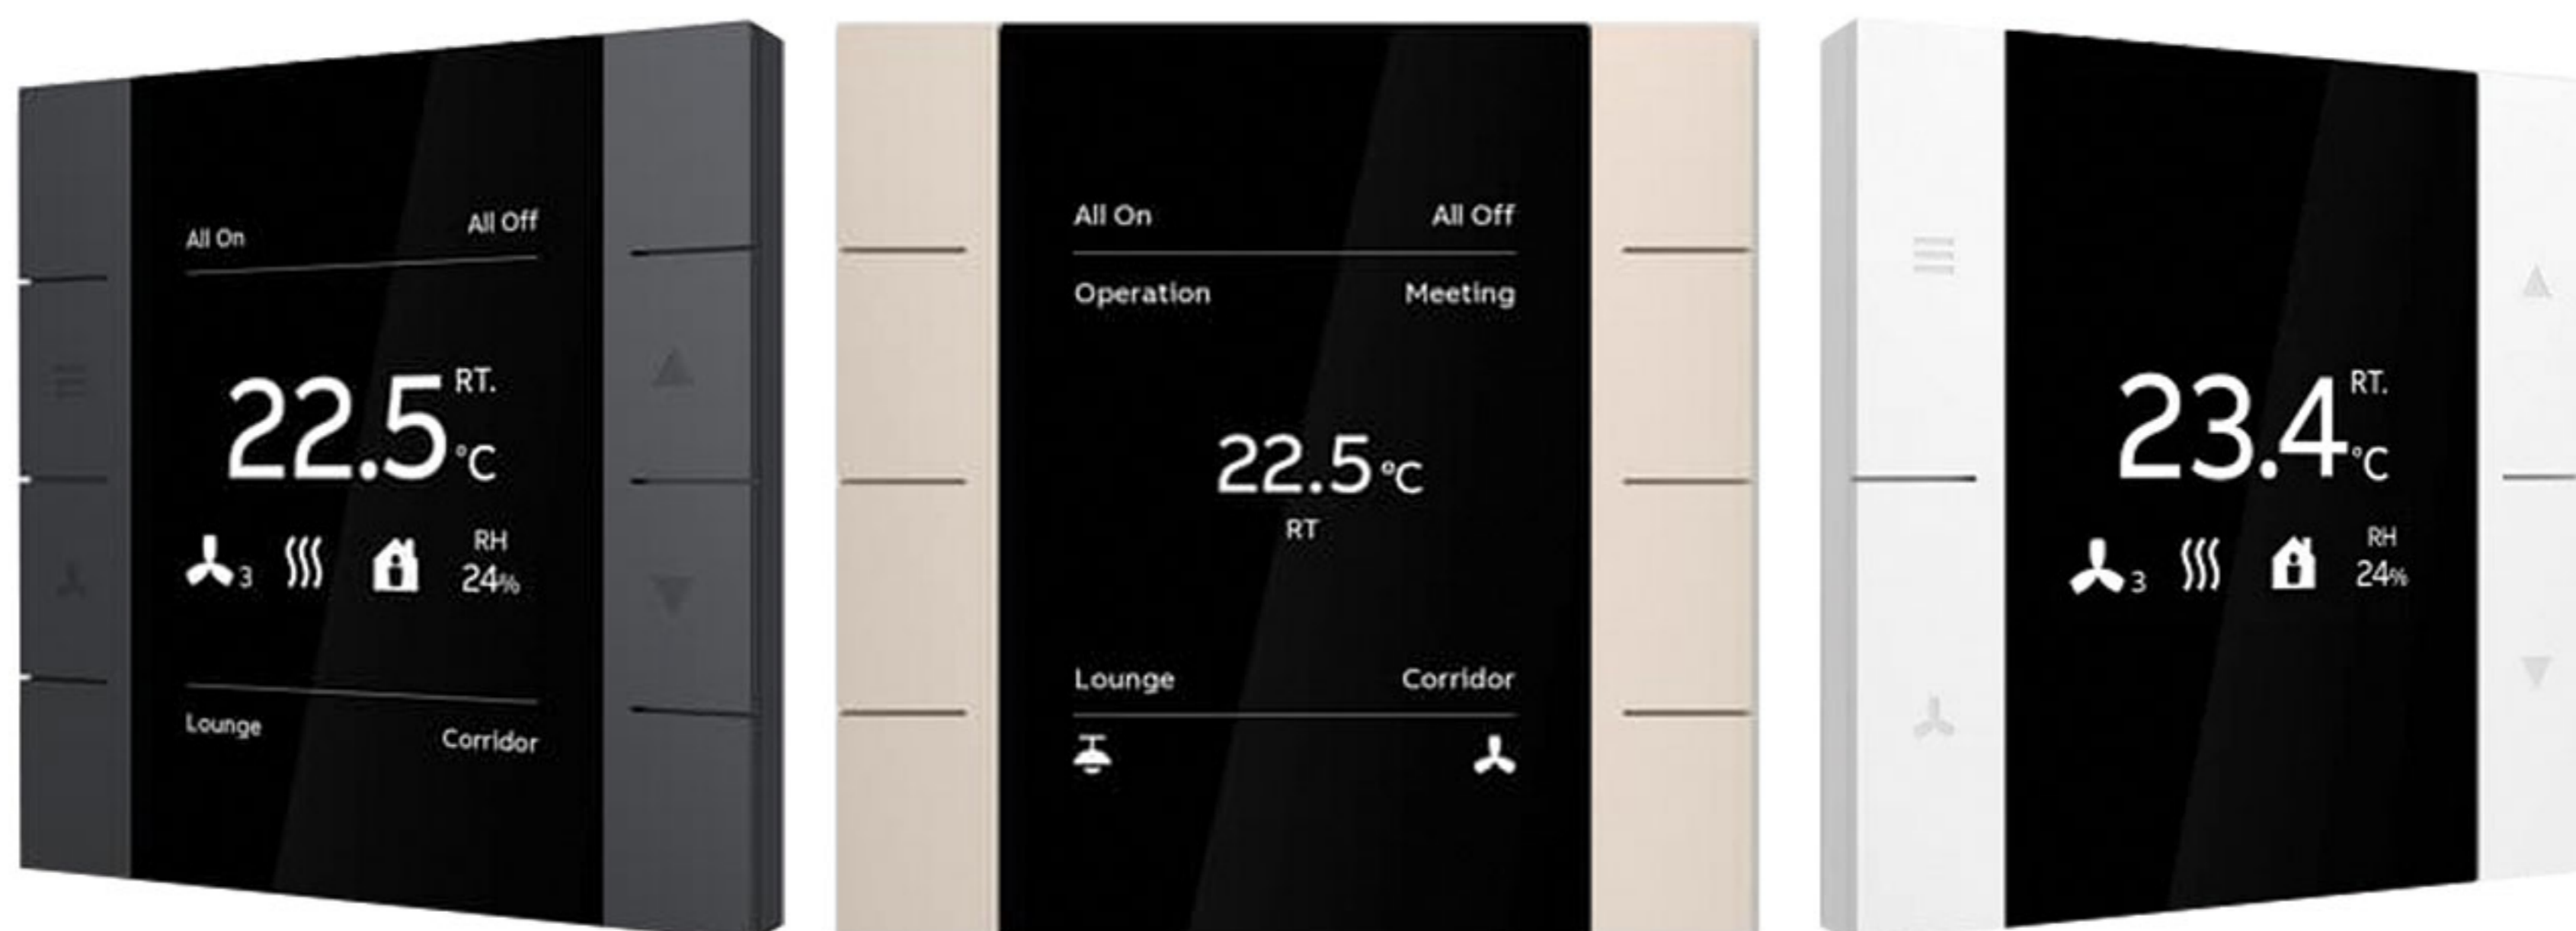 All On All Off
22.5 RT.
°C
3 RH
24%
Lounge Corridor
All On All Off
Operation Meeting
22.5 °C
RT
Lounge Corridor
23.4 RT.
°C
3 RH
24%